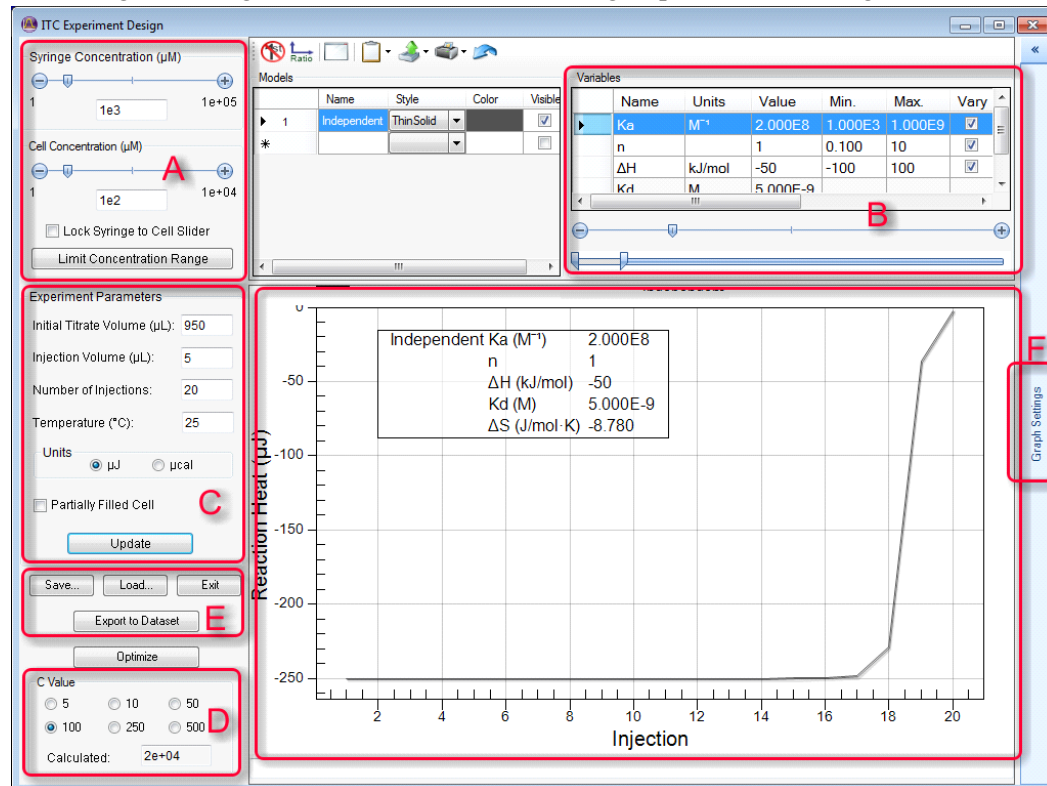 ITC Experiment Design
Syringe Concentration (µM)
1 1e3 1e+05
Cell Concentration (µM)
A
1 1e2 1e+04
Lock Syringe to Cell Slider
Limit Concentration Range
Test
Ratio
Models
Name Style Color Visible
1 Independent ThinSolid
*
Variables
Name Units Value Min. Max. Vary
Ka M⁻¹ 2.000E8 1.000E3 1.000E9
n 1 0.100 10
ΔH kJ/mol -50 -100 100
Kd M 5.000E-9
B
Experiment Parameters
Initial Titrate Volume (µL): 950
Injection Volume (µL): 5
Number of Injections: 20
Temperature (°C): 25
Units
µJ µcal
Partially Filled Cell
C
Update
Save... Load... Exit
Export to Dataset
E
Optimize
C Value
5 10 50
100 250 500
D
Calculated: 2e+04
Independent Ka (M⁻¹) 2.000E8
n 1
ΔH (kJ/mol) -50
Kd (M) 5.000E-9
ΔS (J/mol·K) -8.780
Reaction Heat (µJ)
0
-50
-100
-150
-200
-250
2 4 6 8 10 12 14 16 18 20
Injection
F
Graph Settings